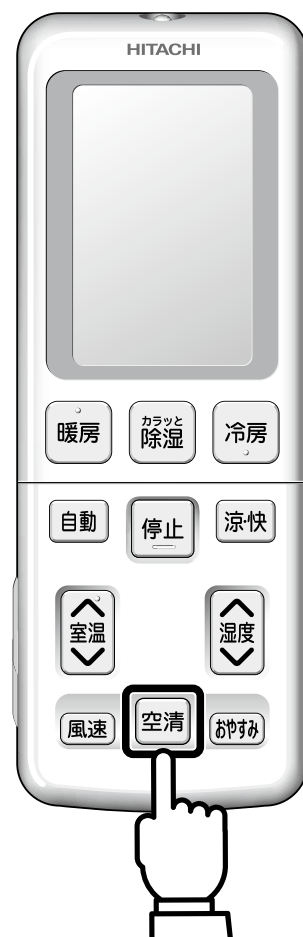 HITACHI
暖房
カラッと
除湿
冷房
自動
停止
涼・快
室温
湿度
風速
空清
おやすみ